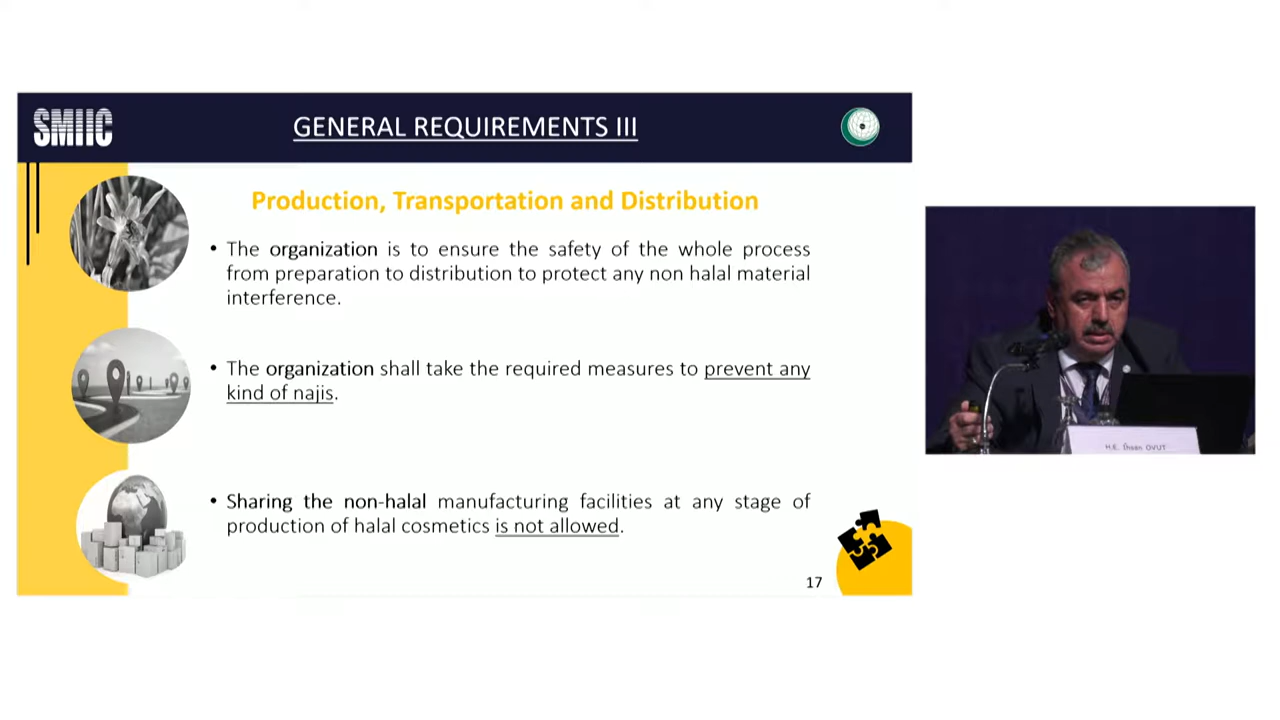 SMIIC
GENERAL REQUIREMENTS III
Production, Transportation and Distribution
• The organization is to ensure the safety of the whole process
from preparation to distribution to protect any non halal material
interference.
• The organization shall take the required measures to prevent any
kind of najis.
• Sharing the non-halal manufacturing facilities at any stage of
production of halal cosmetics is not allowed.
17
H.E. İhsan OVUT